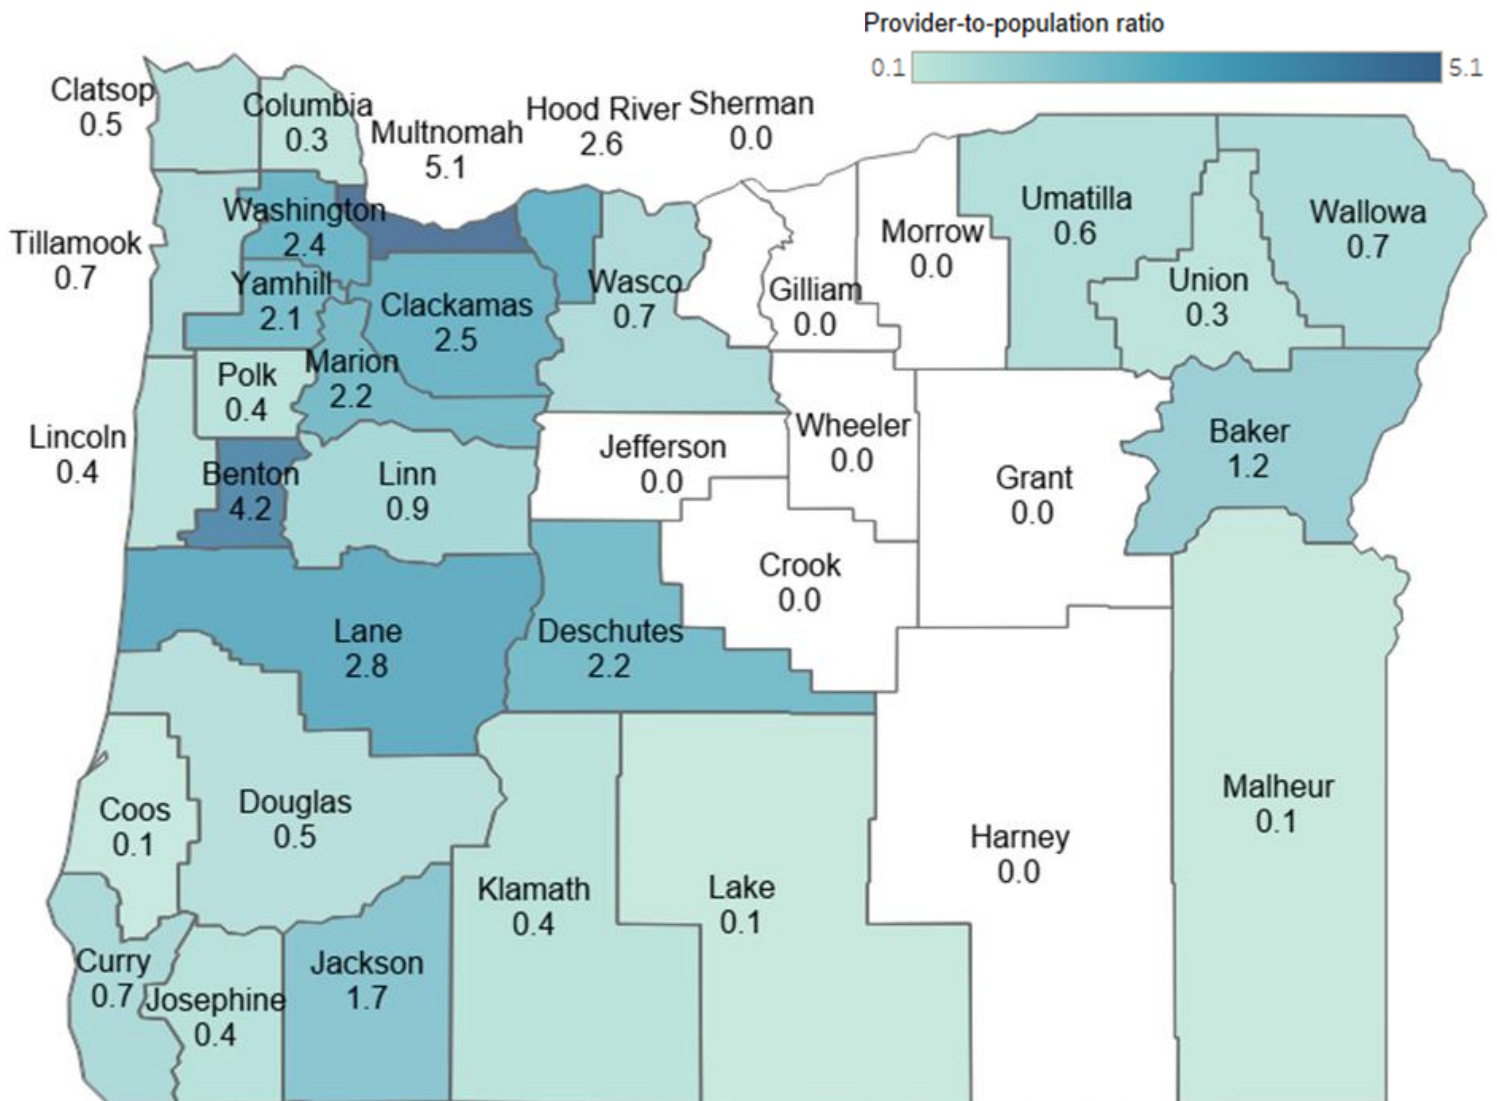 Provider-to-population ratio
0.1
5.1
Clatsop
0.5
Columbia
0.3
Multnomah
5.1
Hood River
2.6
Sherman
0.0
Washington
2.4
Tillamook
0.7
Yamhill
2.1
Clackamas
2.5
Wasco
0.7
Gilliam
0.0
Morrow
0.0
Umatilla
0.6
Union
0.3
Wallowa
0.7
Polk
0.4
Marion
2.2
Lincoln
0.4
Benton
4.2
Linn
0.9
Jefferson
0.0
Wheeler
0.0
Grant
0.0
Baker
1.2
Crook
0.0
Lane
2.8
Deschutes
2.2
Coos
0.1
Douglas
0.5
Klamath
0.4
Lake
0.1
Harney
0.0
Malheur
0.1
Curry
0.7
Josephine
0.4
Jackson
1.7